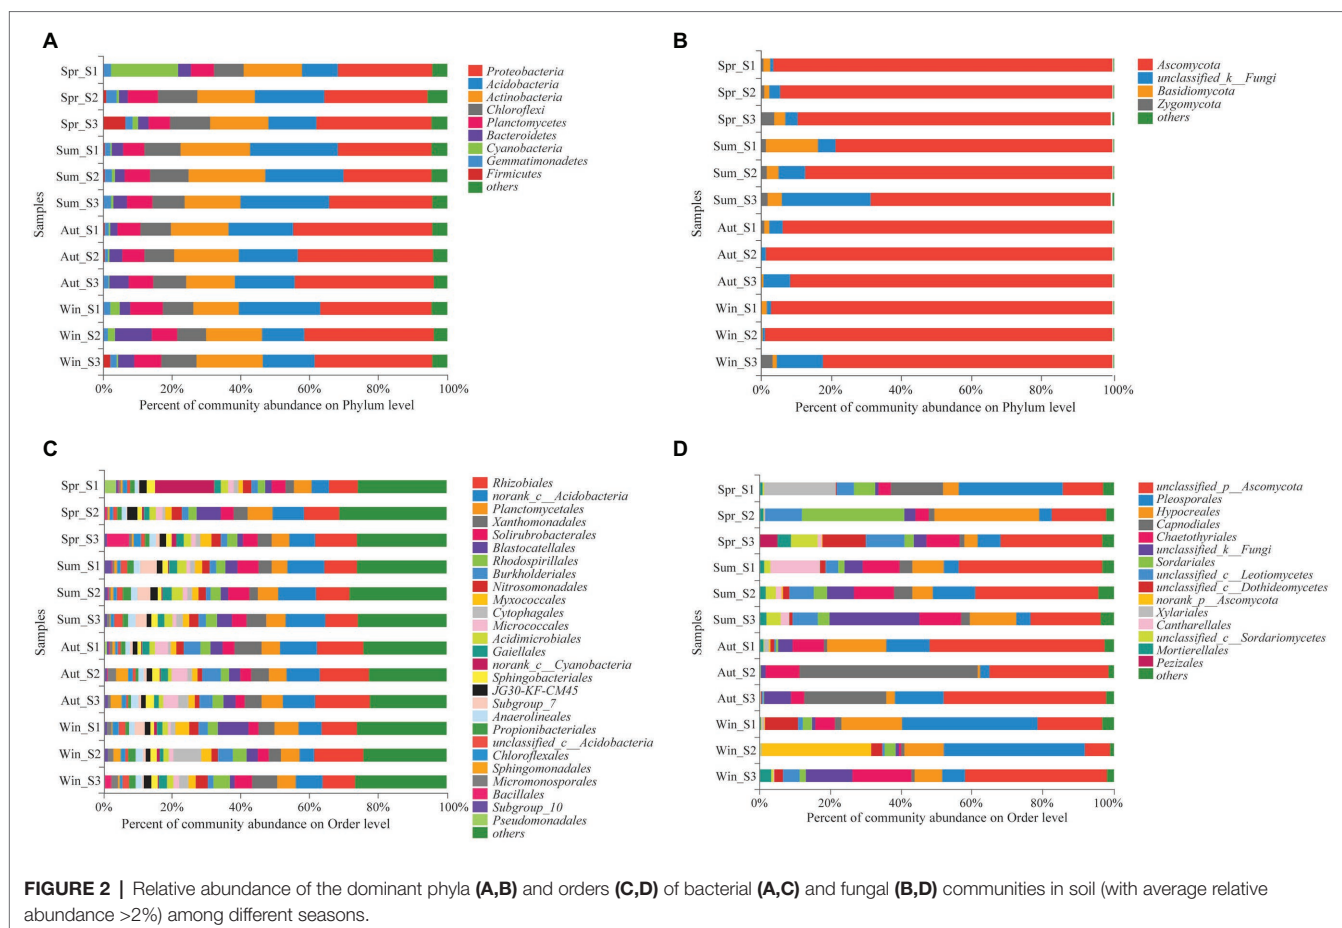 A
Spr_S1
Spr_S2
Spr_S3
Sum_S1
Sum_S2
Sum_S3
Aut_S1
Aut_S2
Aut_S3
Win_S1
Win_S2
Win_S3
Samples
0% 20% 40% 60% 80% 100%
Percent of community abundance on Phylum level
Proteobacteria
Acidobacteria
Actinobacteria
Chloroflexi
Planctomycetes
Bacteroidetes
Cyanobacteria
Gemmatimonadetes
Firmicutes
others
B
Spr_S1
Spr_S2
Spr_S3
Sum_S1
Sum_S2
Sum_S3
Aut_S1
Aut_S2
Aut_S3
Win_S1
Win_S2
Win_S3
Samples
0% 20% 40% 60% 80% 100%
Percent of community abundance on Phylum level
Ascomycota
unclassified_k__Fungi
Basidiomycota
Zygomycota
others
C
Spr_S1
Spr_S2
Spr_S3
Sum_S1
Sum_S2
Sum_S3
Aut_S1
Aut_S2
Aut_S3
Win_S1
Win_S2
Win_S3
Samples
0% 20% 40% 60% 80% 100%
Percent of community abundance on Order level
Rhizobiales
norank_c__Acidobacteria
Planctomycetales
Xanthomonadales
Solirubrobacterales
Blastocatellales
Rhodospirillales
Burkholderiales
Nitrosomonadales
Myxococcales
Cytophagales
Micrococcales
Acidimicrobiales
Gaiellales
norank_c__Cyanobacteria
Sphingobacteriales
JG30-KF-CM45
Subgroup_7
Anaerolineales
Propionibacteriales
unclassified_c__Acidobacteria
Chloroflexales
Sphingomonadales
Micromonosporales
Bacillales
Subgroup_10
Pseudomonadales
others
D
Spr_S1
Spr_S2
Spr_S3
Sum_S1
Sum_S2
Sum_S3
Aut_S1
Aut_S2
Aut_S3
Win_S1
Win_S2
Win_S3
Samples
0% 20% 40% 60% 80% 100%
Percent of community abundance on Order level
unclassified_p__Ascomycota
Pleosporales
Hypocreales
Capnodiales
Chaetothyriales
unclassified_k__Fungi
Sordariales
unclassified_c__Leotiomycetes
unclassified_c__Dothideomycetes
norank_p__Ascomycota
Xylariales
Cantharellales
unclassified_c__Sordariomycetes
Mortierellales
Pezizales
others
FIGURE 2 | Relative abundance of the dominant phyla (A,B) and orders (C,D) of bacterial (A,C) and fungal (B,D) communities in soil (with average relative
abundance >2%) among different seasons.